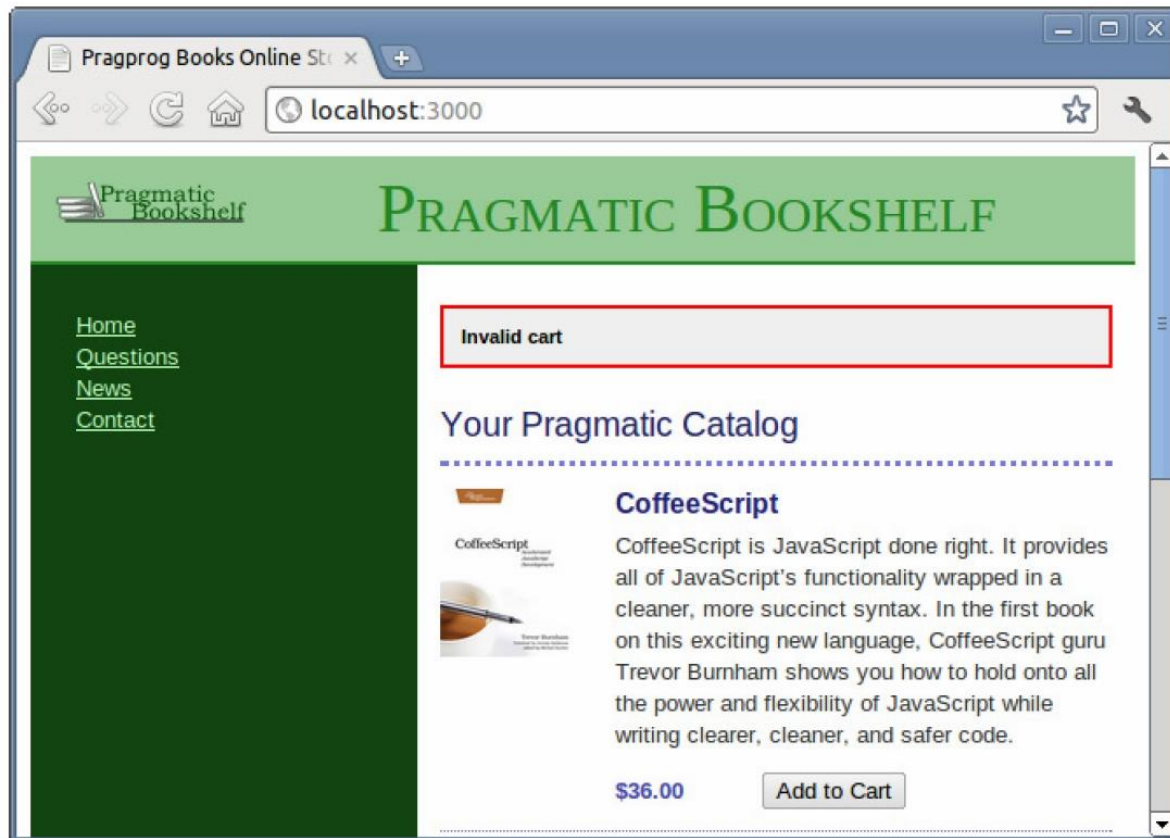 Pragprog Books Online Sto
localhost:3000
Pragmatic
Bookshelf
PRAGMATIC BOOKSHELF
Home
Questions
News
Contact
Invalid cart
Your Pragmatic Catalog
CoffeeScript
CoffeeScript
CoffeeScript is JavaScript done right. It provides
all of JavaScript's functionality wrapped in a
cleaner, more succinct syntax. In the first book
on this exciting new language, CoffeeScript guru
Trevor Burnham shows you how to hold onto all
the power and flexibility of JavaScript while
writing clearer, cleaner, and safer code.
$36.00 Add to Cart